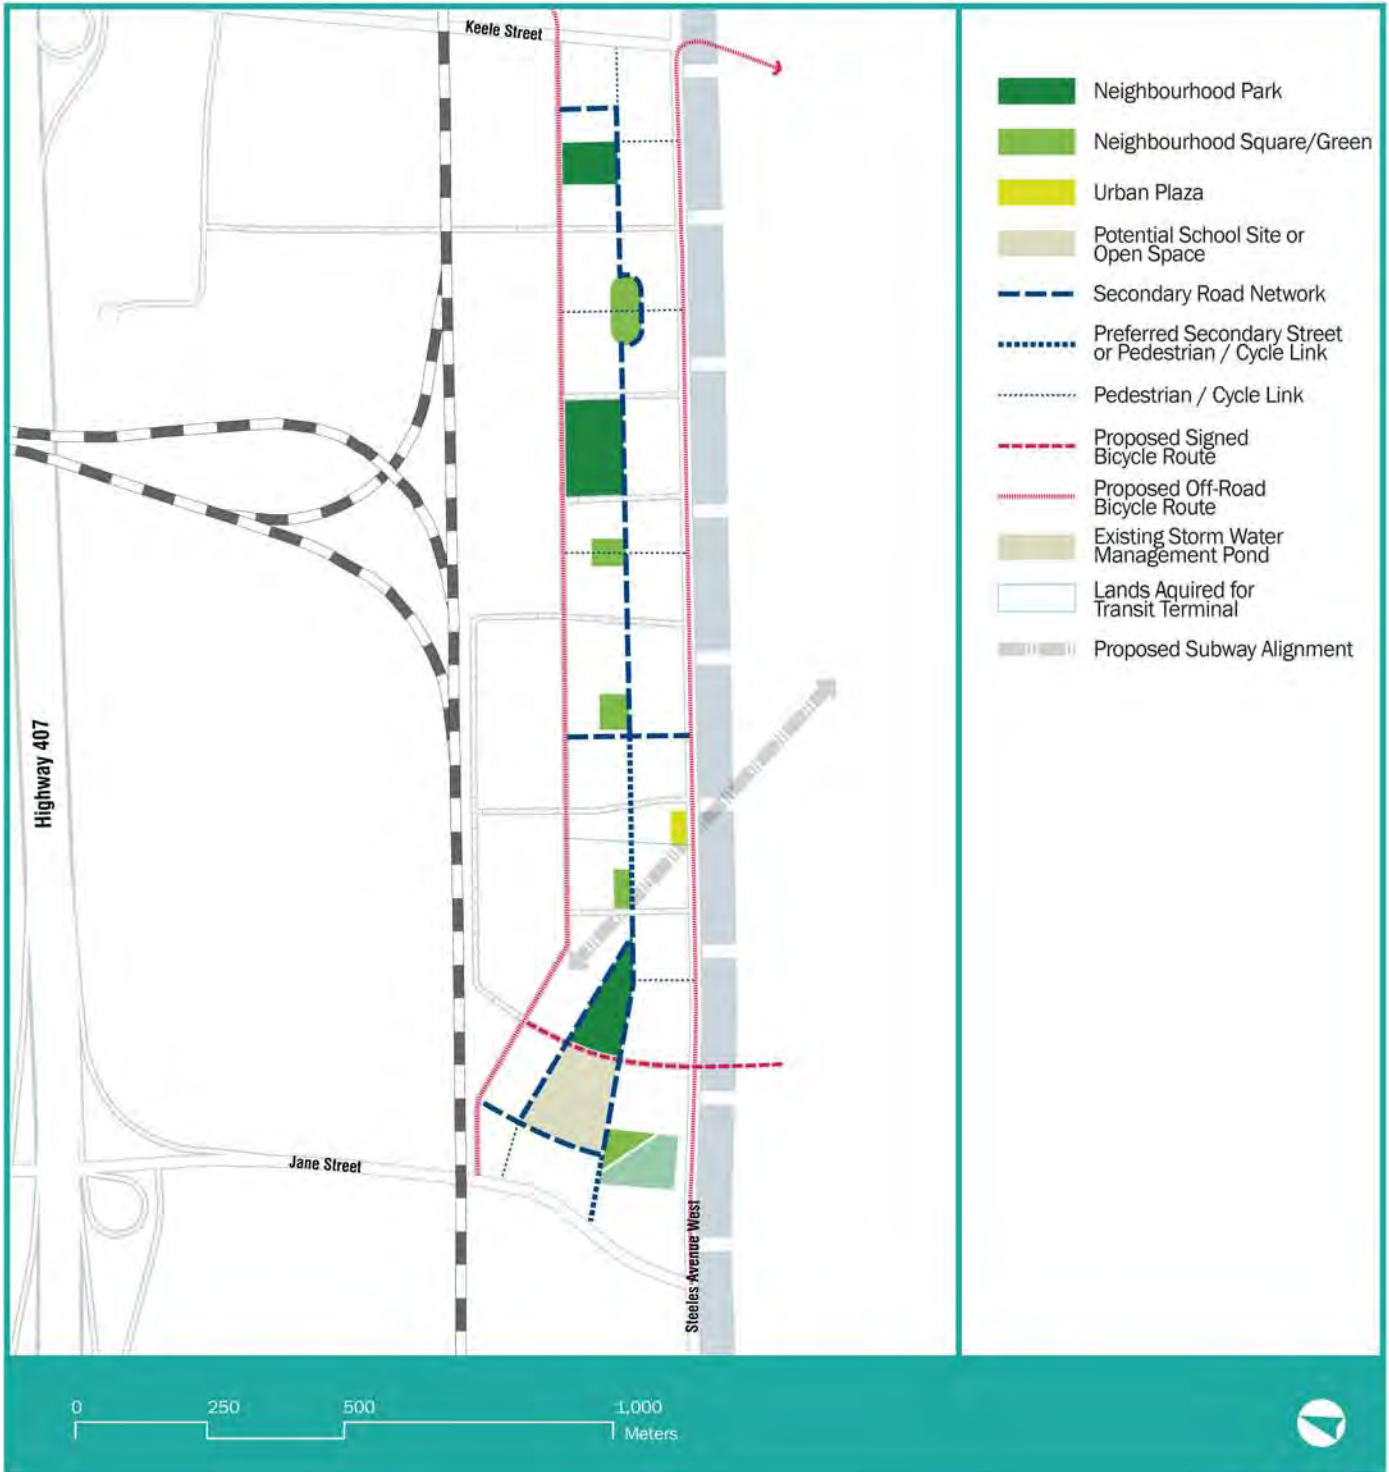 Keele Street
Highway 407
Jane Street
Steeles Avenue West
Neighbourhood Park
Neighbourhood Square/Green
Urban Plaza
Potential School Site or
Open Space
Secondary Road Network
Preferred Secondary Street
or Pedestrian / Cycle Link
Pedestrian / Cycle Link
Proposed Signed
Bicycle Route
Proposed Off-Road
Bicycle Route
Existing Storm Water
Management Pond
Lands Aquired for
Transit Terminal
Proposed Subway Alignment
0 250 500 1,000
Meters